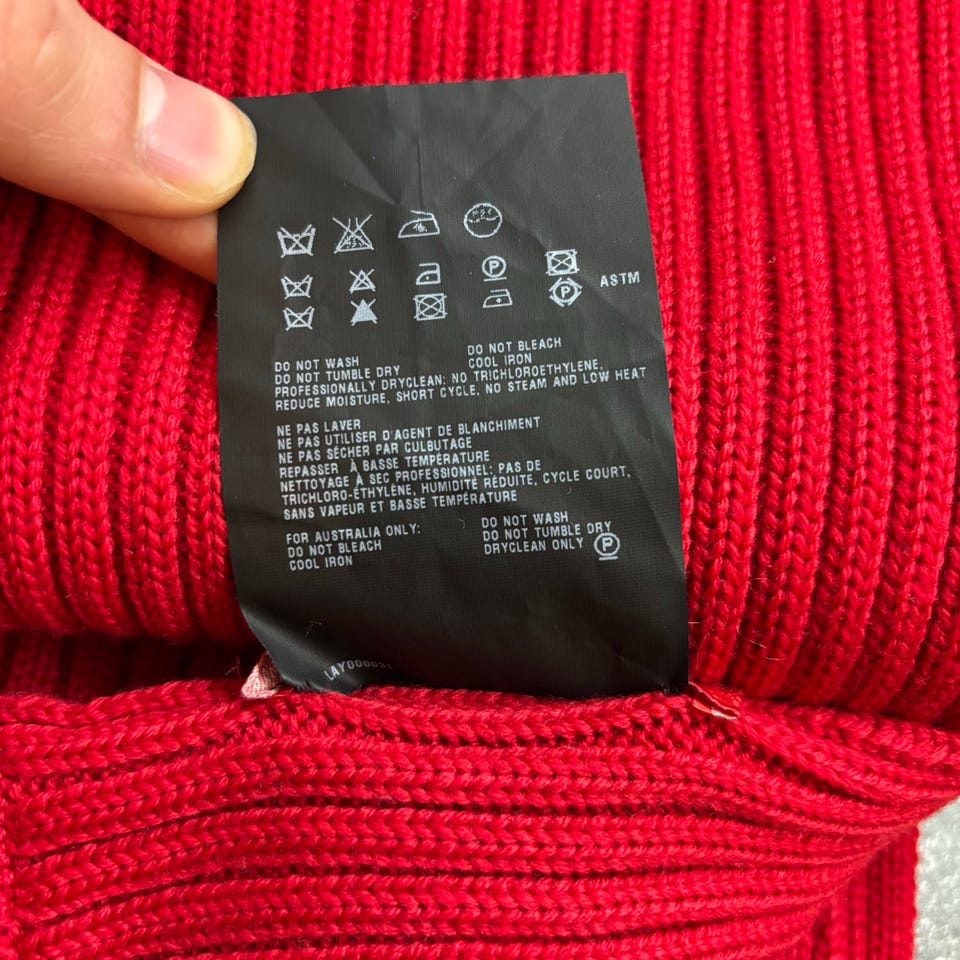 P
ASTM
P
DO NOT WASH
DO NOT BLEACH
DO NOT TUMBLE DRY
COOL IRON
PROFESSIONALLY DRYCLEAN: NO TRICHLOROETHYLENE,
REDUCE MOISTURE, SHORT CYCLE, NO STEAM AND LOW HEAT
NE PAS LAVER
NE PAS UTILISER D'AGENT DE BLANCHIMENT
NE PAS SÉCHER PAR CULBUTAGE
REPASSER À BASSE TEMPÉRATURE
NETTOYAGE À SEC PROFESSIONNEL: PAS DE
TRICHLORO-ÉTHYLÈNE, HUMIDITÉ RÉDUITE, CYCLE COURT,
SANS VAPEUR ET BASSE TEMPÉRATURE
FOR AUSTRALIA ONLY:
DO NOT WASH
DO NOT BLEACH
DO NOT TUMBLE DRY
COOL IRON
DRYCLEAN ONLY P